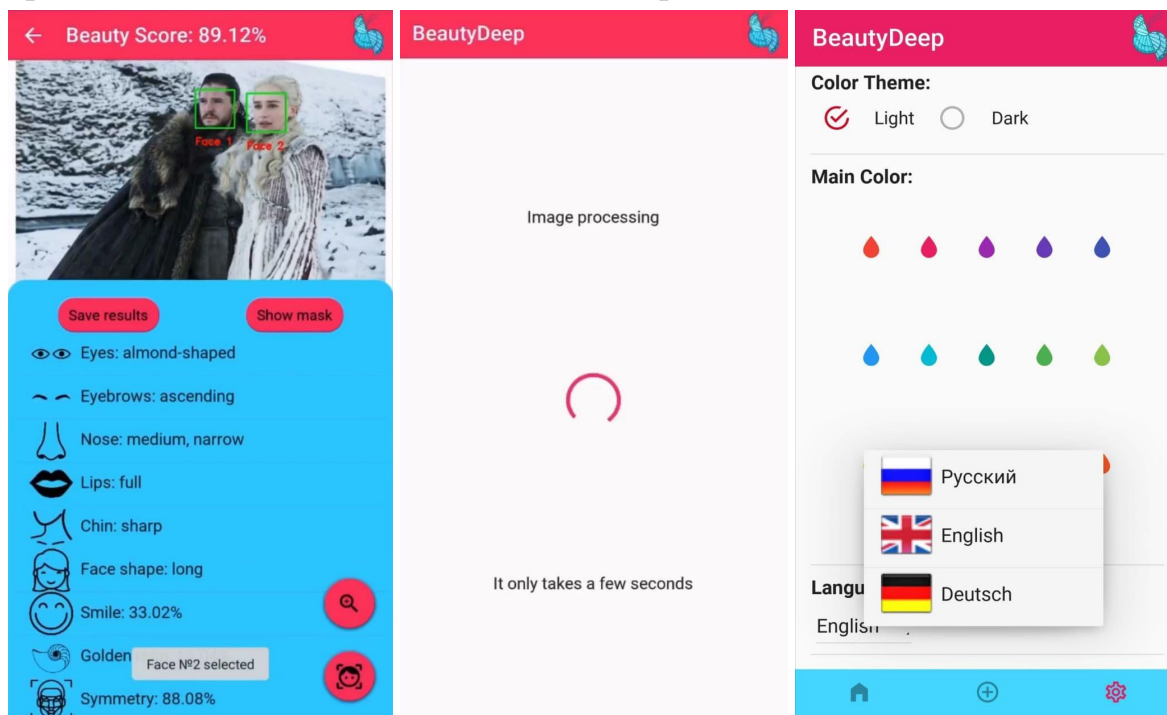 Beauty Score: 89.12%
Face 1
Face 2
Save results
Show mask
Eyes: almond-shaped
Eyebrows: ascending
Nose: medium, narrow
Lips: full
Chin: sharp
Face shape: long
Smile: 33.02%
Golden
Face №2 selected
Symmetry: 88.08%
BeautyDeep
Image processing
It only takes a few seconds
BeautyDeep
Color Theme:
Light
Dark
Main Color:
Русский
English
Deutsch
Langu
English